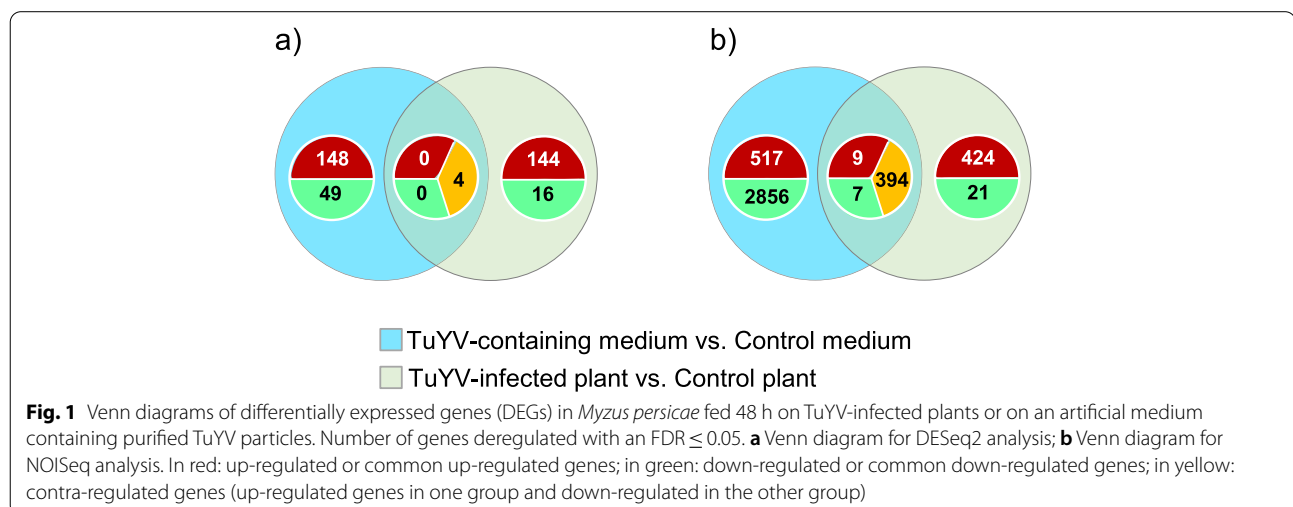 a)
b)
148
49
0
0
4
144
16
517
2856
9
7
394
424
21
TuYV-containing medium vs. Control medium
TuYV-infected plant vs. Control plant
Fig. 1 Venn diagrams of differentially expressed genes (DEGs) in Myzus persicae fed 48 h on TuYV-infected plants or on an artificial medium
containing purified TuYV particles. Number of genes deregulated with an FDR ≤ 0.05. a Venn diagram for DESeq2 analysis; b Venn diagram for
NOISeq analysis. In red: up-regulated or common up-regulated genes; in green: down-regulated or common down-regulated genes; in yellow:
contra-regulated genes (up-regulated genes in one group and down-regulated in the other group)